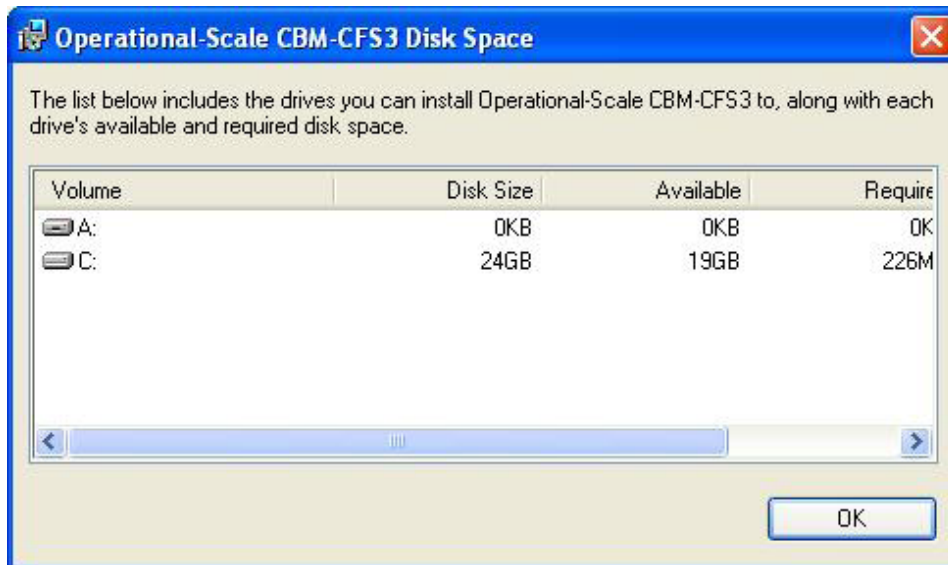 Operational-Scale CBM-CFS3 Disk Space
The list below includes the drives you can install Operational-Scale CBM-CFS3 to, along with each
drive's available and required disk space.
Volume Disk Size Available Require
A: 0KB 0KB 0K
C: 24GB 19GB 226M
OK